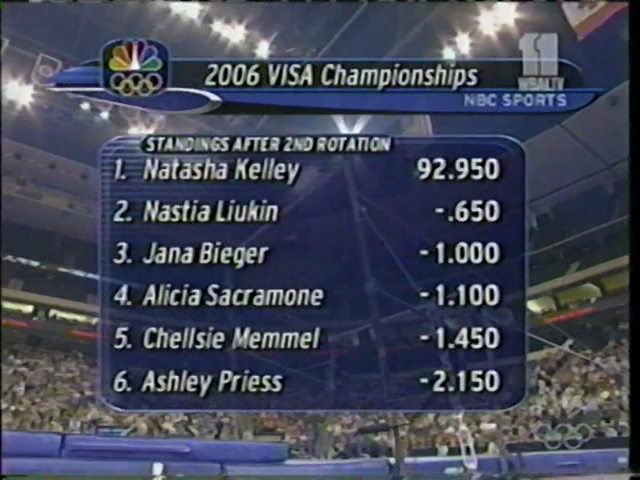 11
WBALTV
2006 VISA Championships
NBC SPORTS
STANDINGS AFTER 2ND ROTATION
1. Natasha Kelley 92.950
2. Nastia Liukin -.650
3. Jana Bieger -1.000
4. Alicia Sacramone -1.100
5. Chellsie Memmel -1.450
6. Ashley Priess -2.150